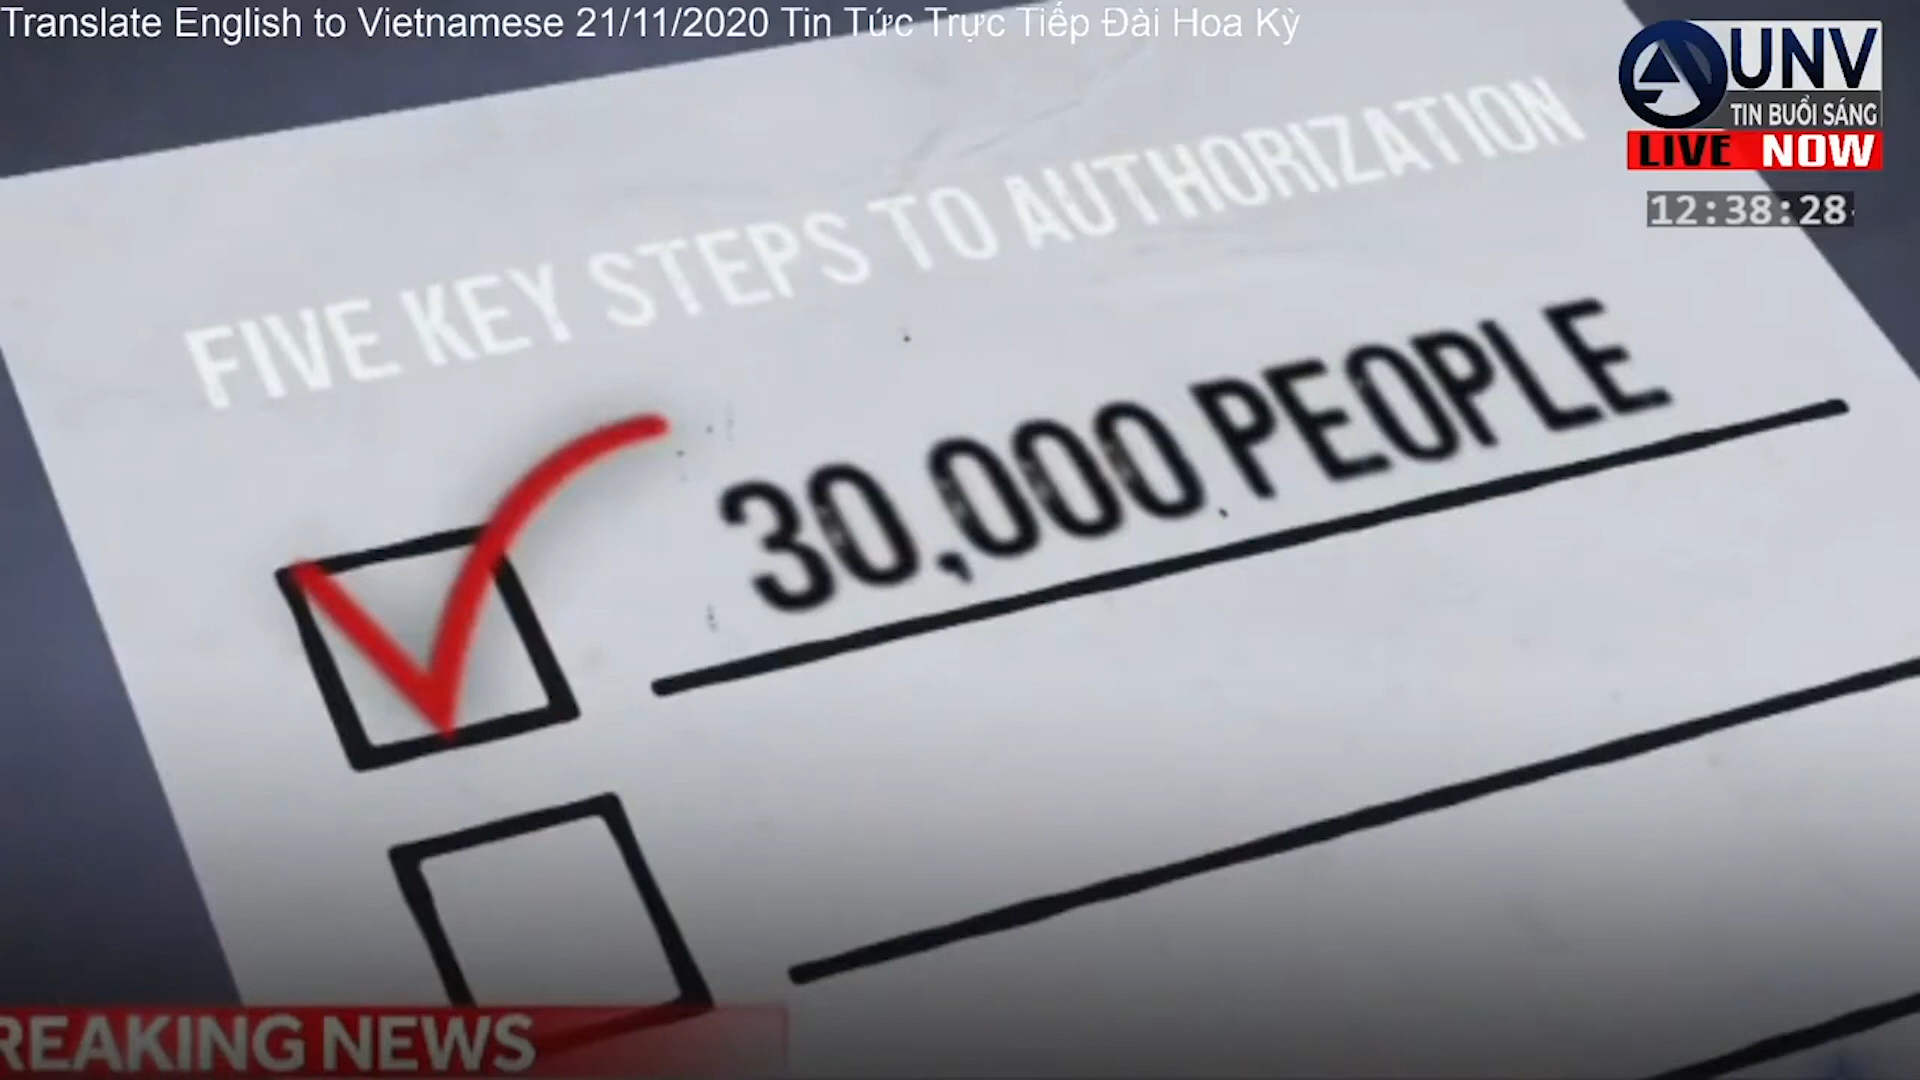 Translate English to Vietnamese 21/11/2020 Tin Tức Trực Tiếp Đài Hoa Kỳ
UNV
TIN BUỔI SÁNG
LIVE NOW
12:38:28
FIVE KEY STEPS TO AUTHORIZATION
30,000 PEOPLE
REAKING NEWS